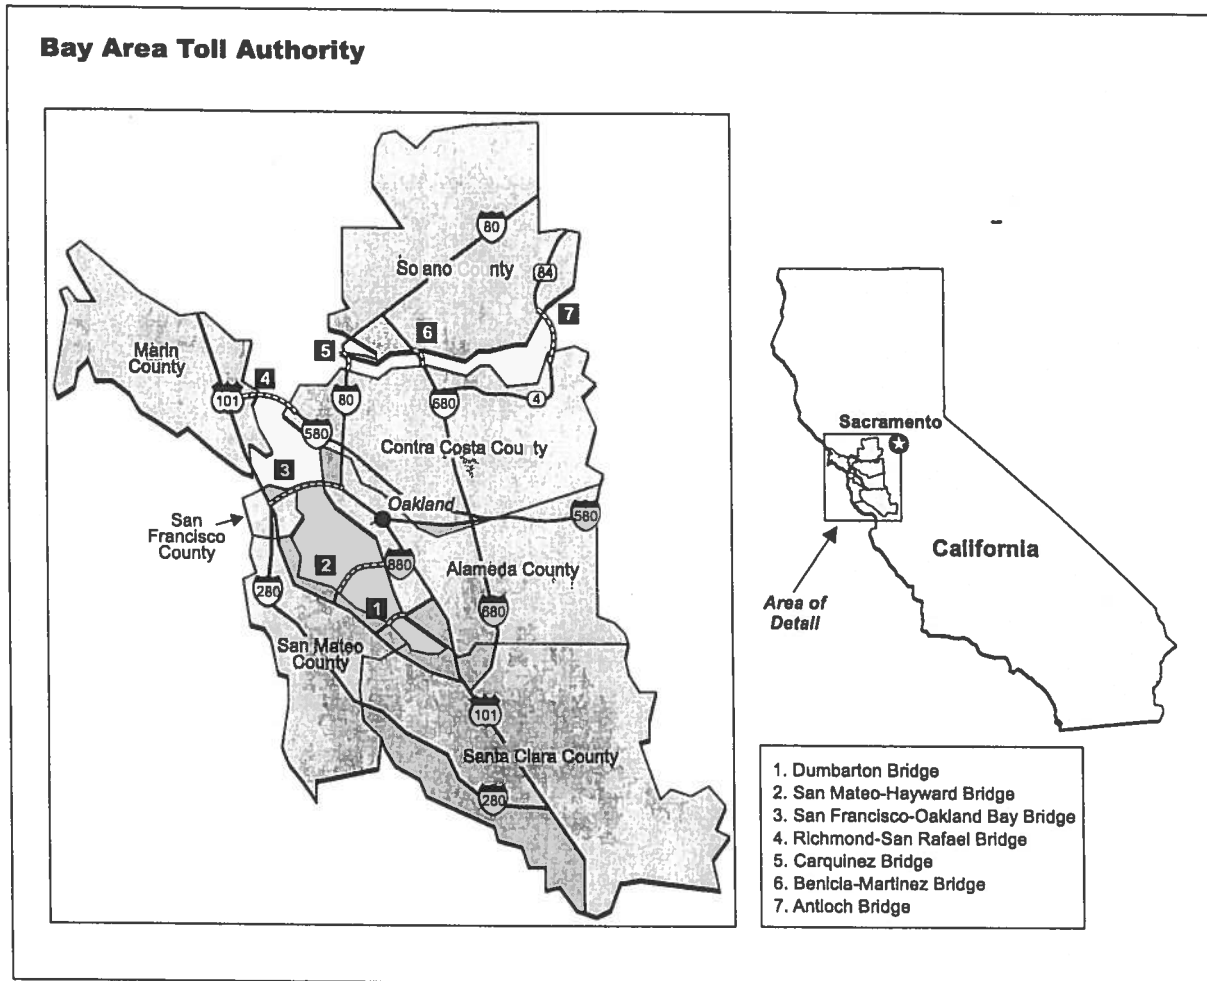 Bay Area Toll Authority
80
Solano County
84
7
6
5
Marin
County
4
101
80
680
4
580
Contra Costa County
3
Oakland
580
San
Francisco
County
2
880
Alameda County
280
1
680
San Mateo
County
101
Santa Clara County
280
Sacramento
California
Area of
Detail
1. Dumbarton Bridge
2. San Mateo-Hayward Bridge
3. San Francisco-Oakland Bay Bridge
4. Richmond-San Rafael Bridge
5. Carquinez Bridge
6. Benicia-Martinez Bridge
7. Antioch Bridge